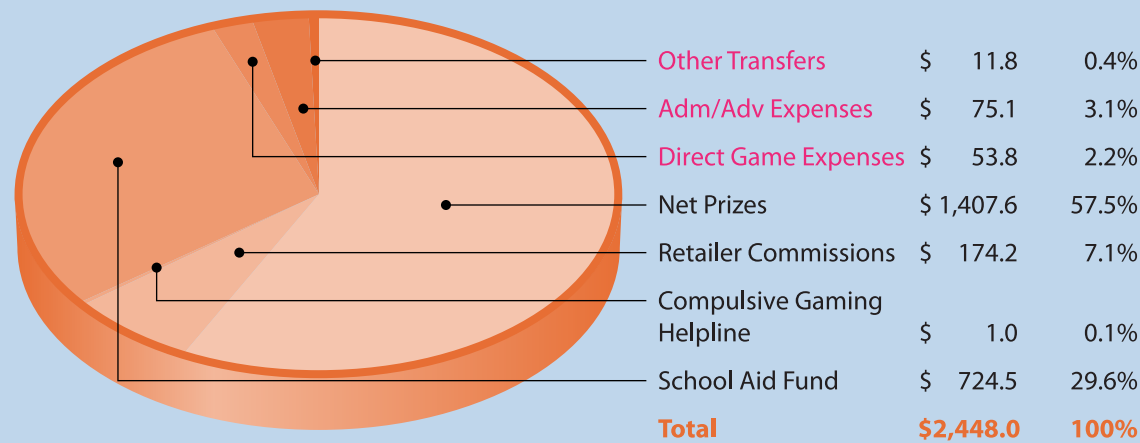 Other Transfers $ 11.8 0.4%
Adm/Adv Expenses $ 75.1 3.1%
Direct Game Expenses $ 53.8 2.2%
Net Prizes $ 1,407.6 57.5%
Retailer Commissions $ 174.2 7.1%
Compulsive Gaming
Helpline $ 1.0 0.1%
School Aid Fund $ 724.5 29.6%
Total $2,448.0 100%